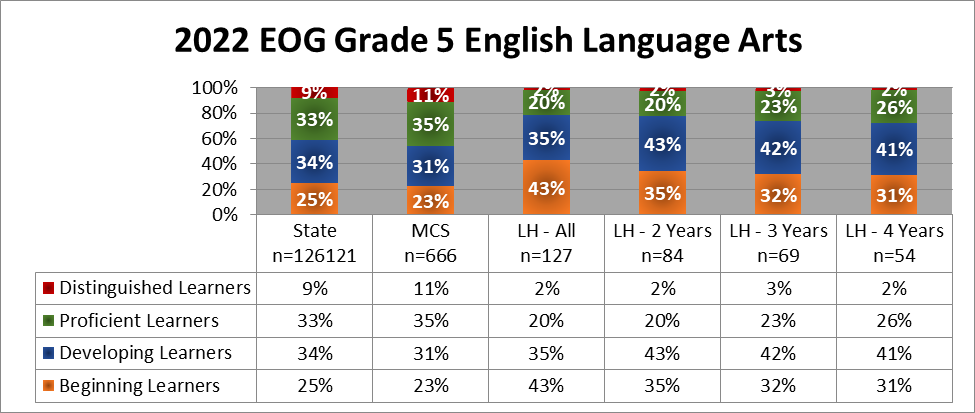 2022 EOG Grade 5 English Language Arts
100%
80%
60%
40%
20%
0%
9% 11% 2% 2% 3% 2%
33% 35% 20% 20% 23% 26%
34% 31% 35% 43% 42% 41%
25% 23% 43% 35% 32% 31%
State MCS LH - All LH - 2 Years LH - 3 Years LH - 4 Years
n=126121 n=666 n=127 n=84 n=69 n=54
Distinguished Learners 9% 11% 2% 2% 3% 2%
Proficient Learners 33% 35% 20% 20% 23% 26%
Developing Learners 34% 31% 35% 43% 42% 41%
Beginning Learners 25% 23% 43% 35% 32% 31%